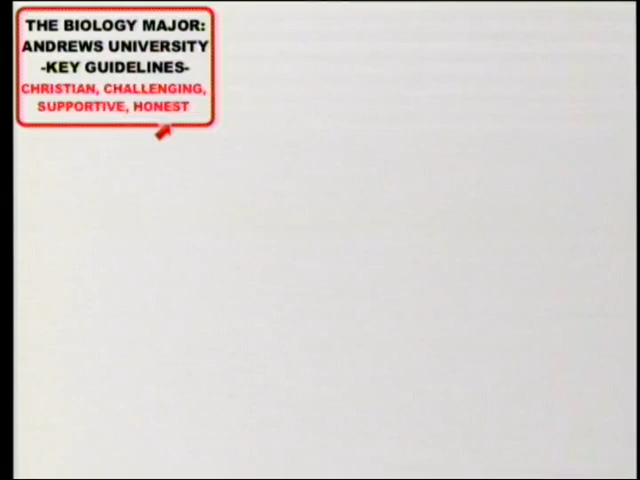 THE BIOLOGY MAJOR:
ANDREWS UNIVERSITY
-KEY GUIDELINES-
CHRISTIAN, CHALLENGING,
SUPPORTIVE, HONEST